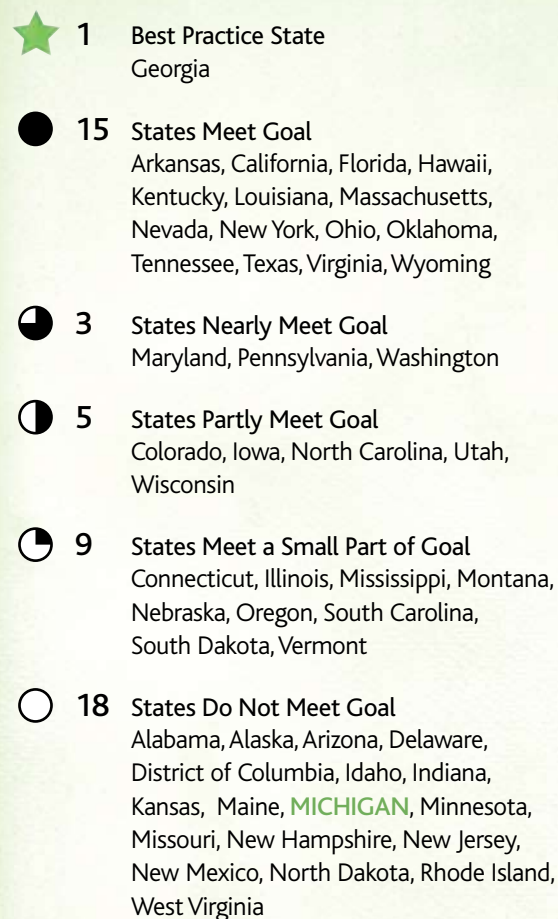 1 Best Practice State
Georgia
15 States Meet Goal
Arkansas, California, Florida, Hawaii,
Kentucky, Louisiana, Massachusetts,
Nevada, New York, Ohio, Oklahoma,
Tennessee, Texas, Virginia, Wyoming
3 States Nearly Meet Goal
Maryland, Pennsylvania, Washington
5 States Partly Meet Goal
Colorado, Iowa, North Carolina, Utah,
Wisconsin
9 States Meet a Small Part of Goal
Connecticut, Illinois, Mississippi, Montana,
Nebraska, Oregon, South Carolina,
South Dakota, Vermont
18 States Do Not Meet Goal
Alabama, Alaska, Arizona, Delaware,
District of Columbia, Idaho, Indiana,
Kansas, Maine, MICHIGAN, Minnesota,
Missouri, New Hampshire, New Jersey,
New Mexico, North Dakota, Rhode Island,
West Virginia